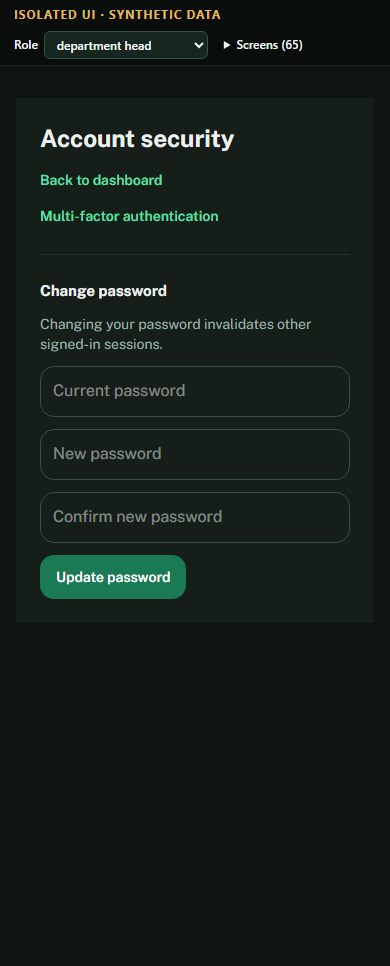 ISOLATED UI · SYNTHETIC DATA
Role department head ▶ Screens (65)
Account security
Back to dashboard
Multi-factor authentication
Change password
Changing your password invalidates other
signed-in sessions.
Current password
New password
Confirm new password
Update password